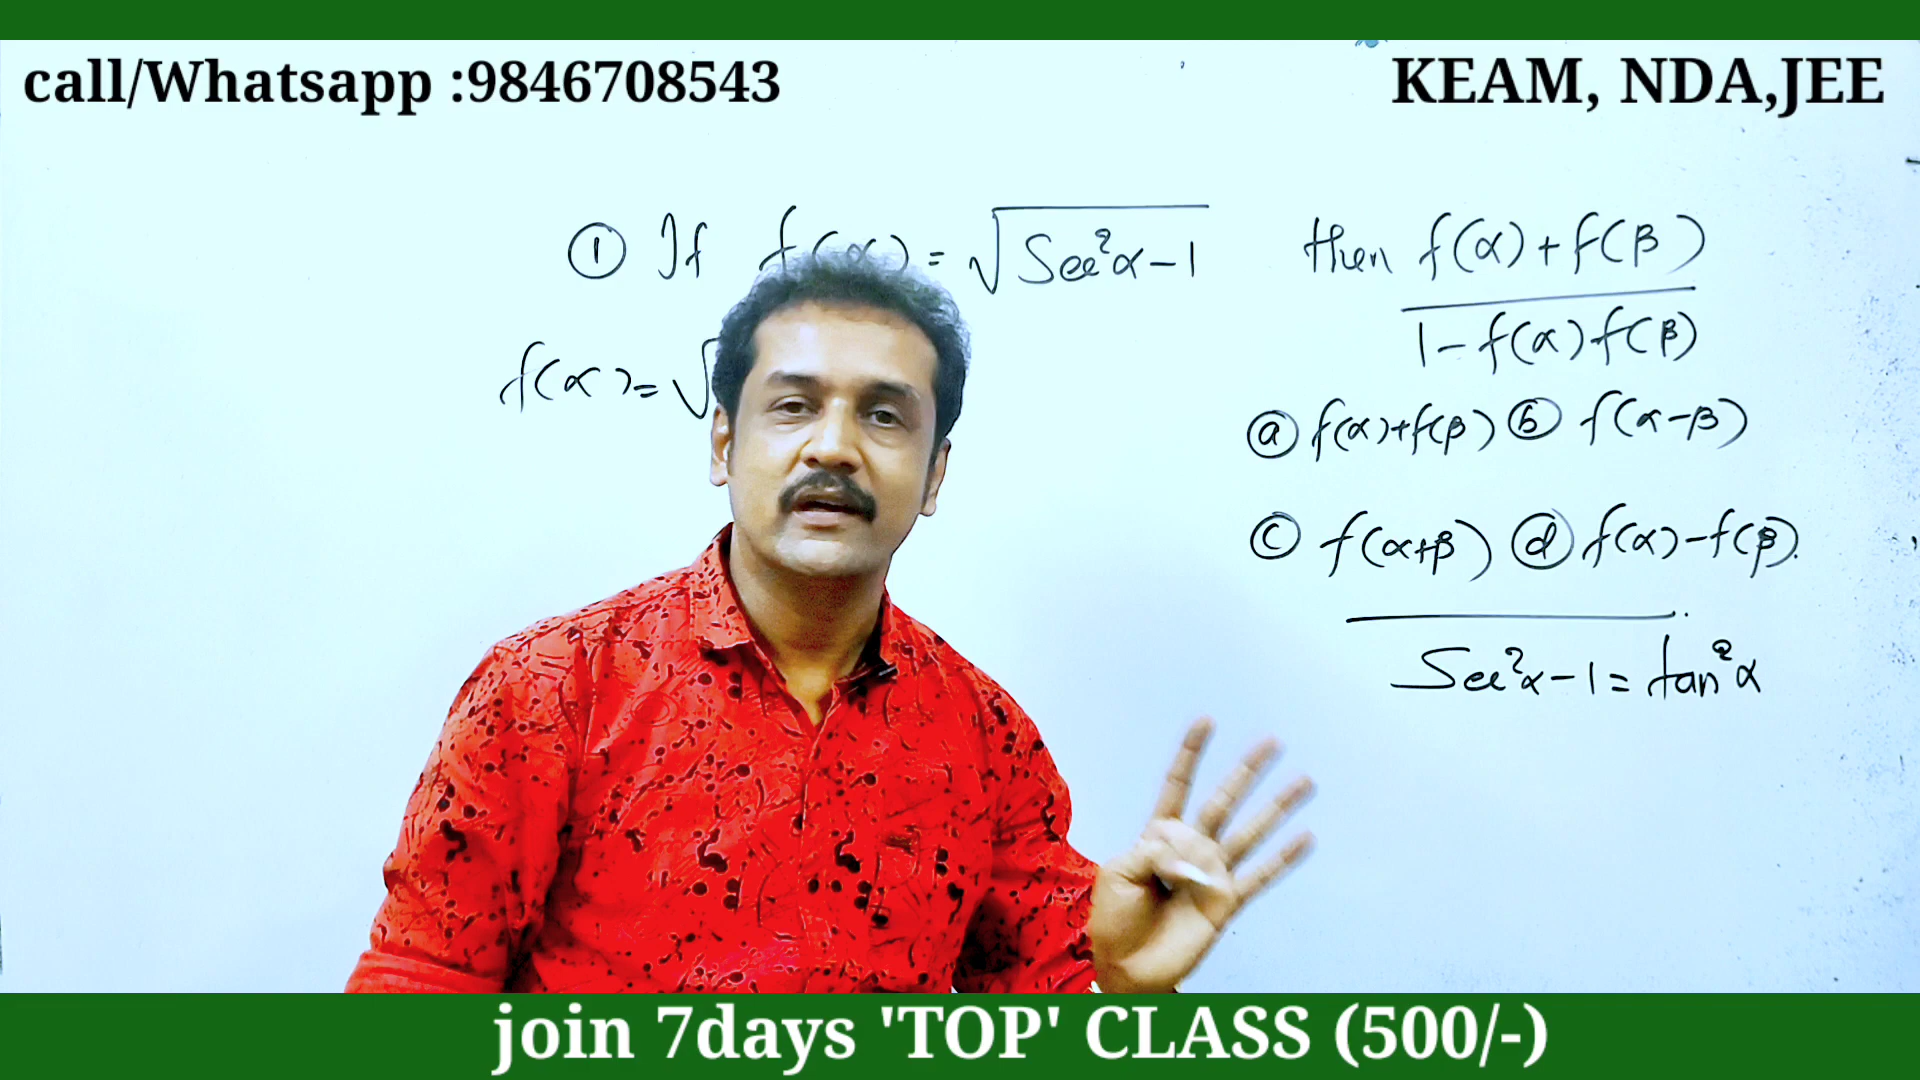 call/Whatsapp :9846708543
KEAM, NDA,JEE
① If f(α) = √Sec²α-1 then f(α)+f(β)
1-f(α)f(β)
f(α)= √
ⓐ f(α)+f(β) ⓑ f(α-β)
ⓒ f(α+β) ⓓ f(α)-f(β).
Sec²α-1 = tan²α
join 7days 'TOP' CLASS (500/-)